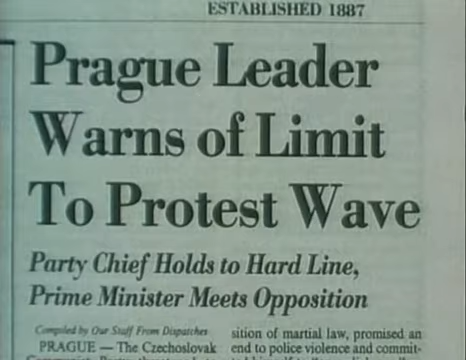 ESTABLISHED 1887
Prague Leader
Warns of Limit
To Protest Wave
Party Chief Holds to Hard Line,
Prime Minister Meets Opposition
Compiled by Our Staff From Dispatches
PRAGUE — The Czechoslovak
sition of martial law, promised an
end to police violence and commit-